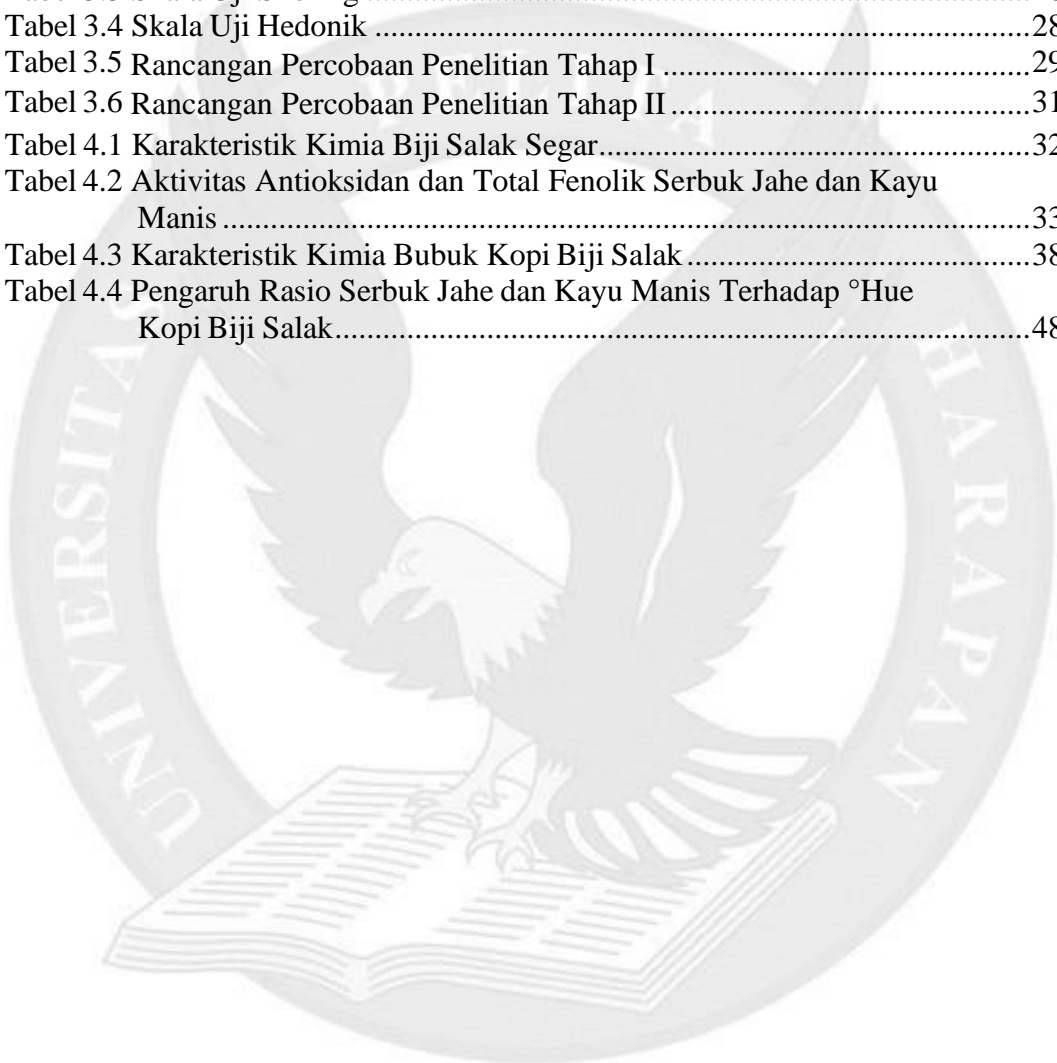 Tabel 3.4 Skala Uji Hedonik ........................................................................................28
Tabel 3.5 Rancangan Percobaan Penelitian Tahap I ..................................................29
Tabel 3.6 Rancangan Percobaan Penelitian Tahap II .................................................31
Tabel 4.1 Karakteristik Kimia Biji Salak Segar..........................................................32
Tabel 4.2 Aktivitas Antioksidan dan Total Fenolik Serbuk Jahe dan Kayu
Manis ...........................................................................................................33
Tabel 4.3 Karakteristik Kimia Bubuk Kopi Biji Salak ...............................................38
Tabel 4.4 Pengaruh Rasio Serbuk Jahe dan Kayu Manis Terhadap °Hue
Kopi Biji Salak.............................................................................................48
UNIVERSITAS PELITA HARAPAN